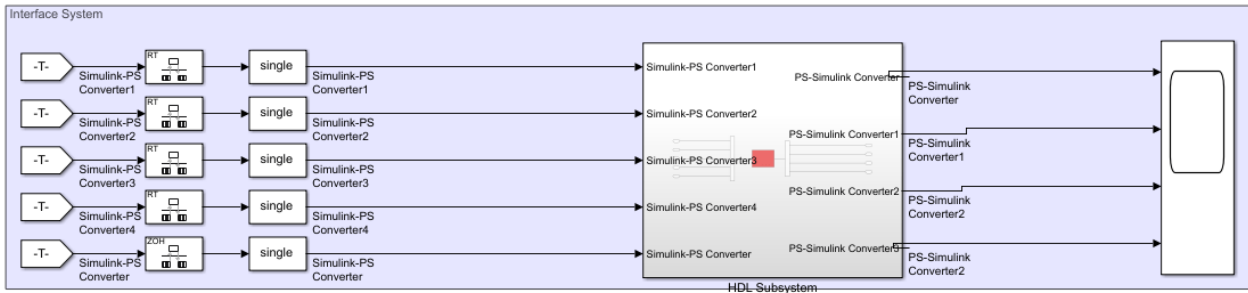 Interface System
-T-
RT
single
Simulink-PS
Converter1
Simulink-PS
Converter1
Simulink-PS Converter1
PS-Simulink Converter
PS-Simulink
Converter
-T-
RT
single
Simulink-PS
Converter2
Simulink-PS
Converter2
Simulink-PS Converter2
PS-Simulink Converter1
PS-Simulink
Converter1
-T-
RT
single
Simulink-PS
Converter3
Simulink-PS
Converter3
Simulink-PS Converter3
PS-Simulink Converter2
PS-Simulink
Converter2
-T-
RT
single
Simulink-PS
Converter4
Simulink-PS
Converter4
Simulink-PS Converter4
-T-
ZOH
single
Simulink-PS
Converter
Simulink-PS
Converter
Simulink-PS Converter
PS-Simulink Converter3
PS-Simulink
Converter2
HDL Subsystem